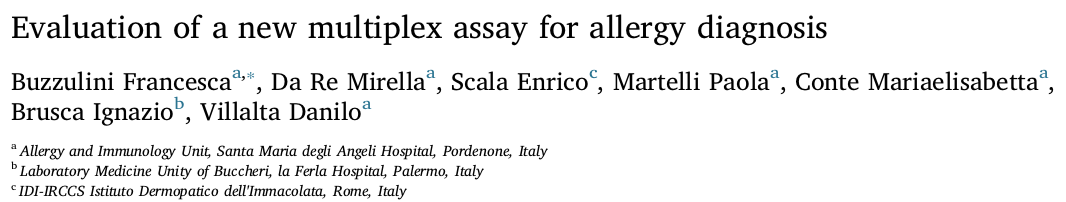 Evaluation of a new multiplex assay for allergy diagnosis
Buzzulini Francescaa,*, Da Re Mirellaa, Scala Enricoc, Martelli Paolaa, Conte Mariaelisabettaa,
Brusca Ignaziob, Villalta Daniloa
a Allergy and Immunology Unit, Santa Maria degli Angeli Hospital, Pordenone, Italy
b Laboratory Medicine Unity of Buccheri, la Ferla Hospital, Palermo, Italy
c IDI-IRCCS Istituto Dermopatico dell'Immacolata, Rome, Italy